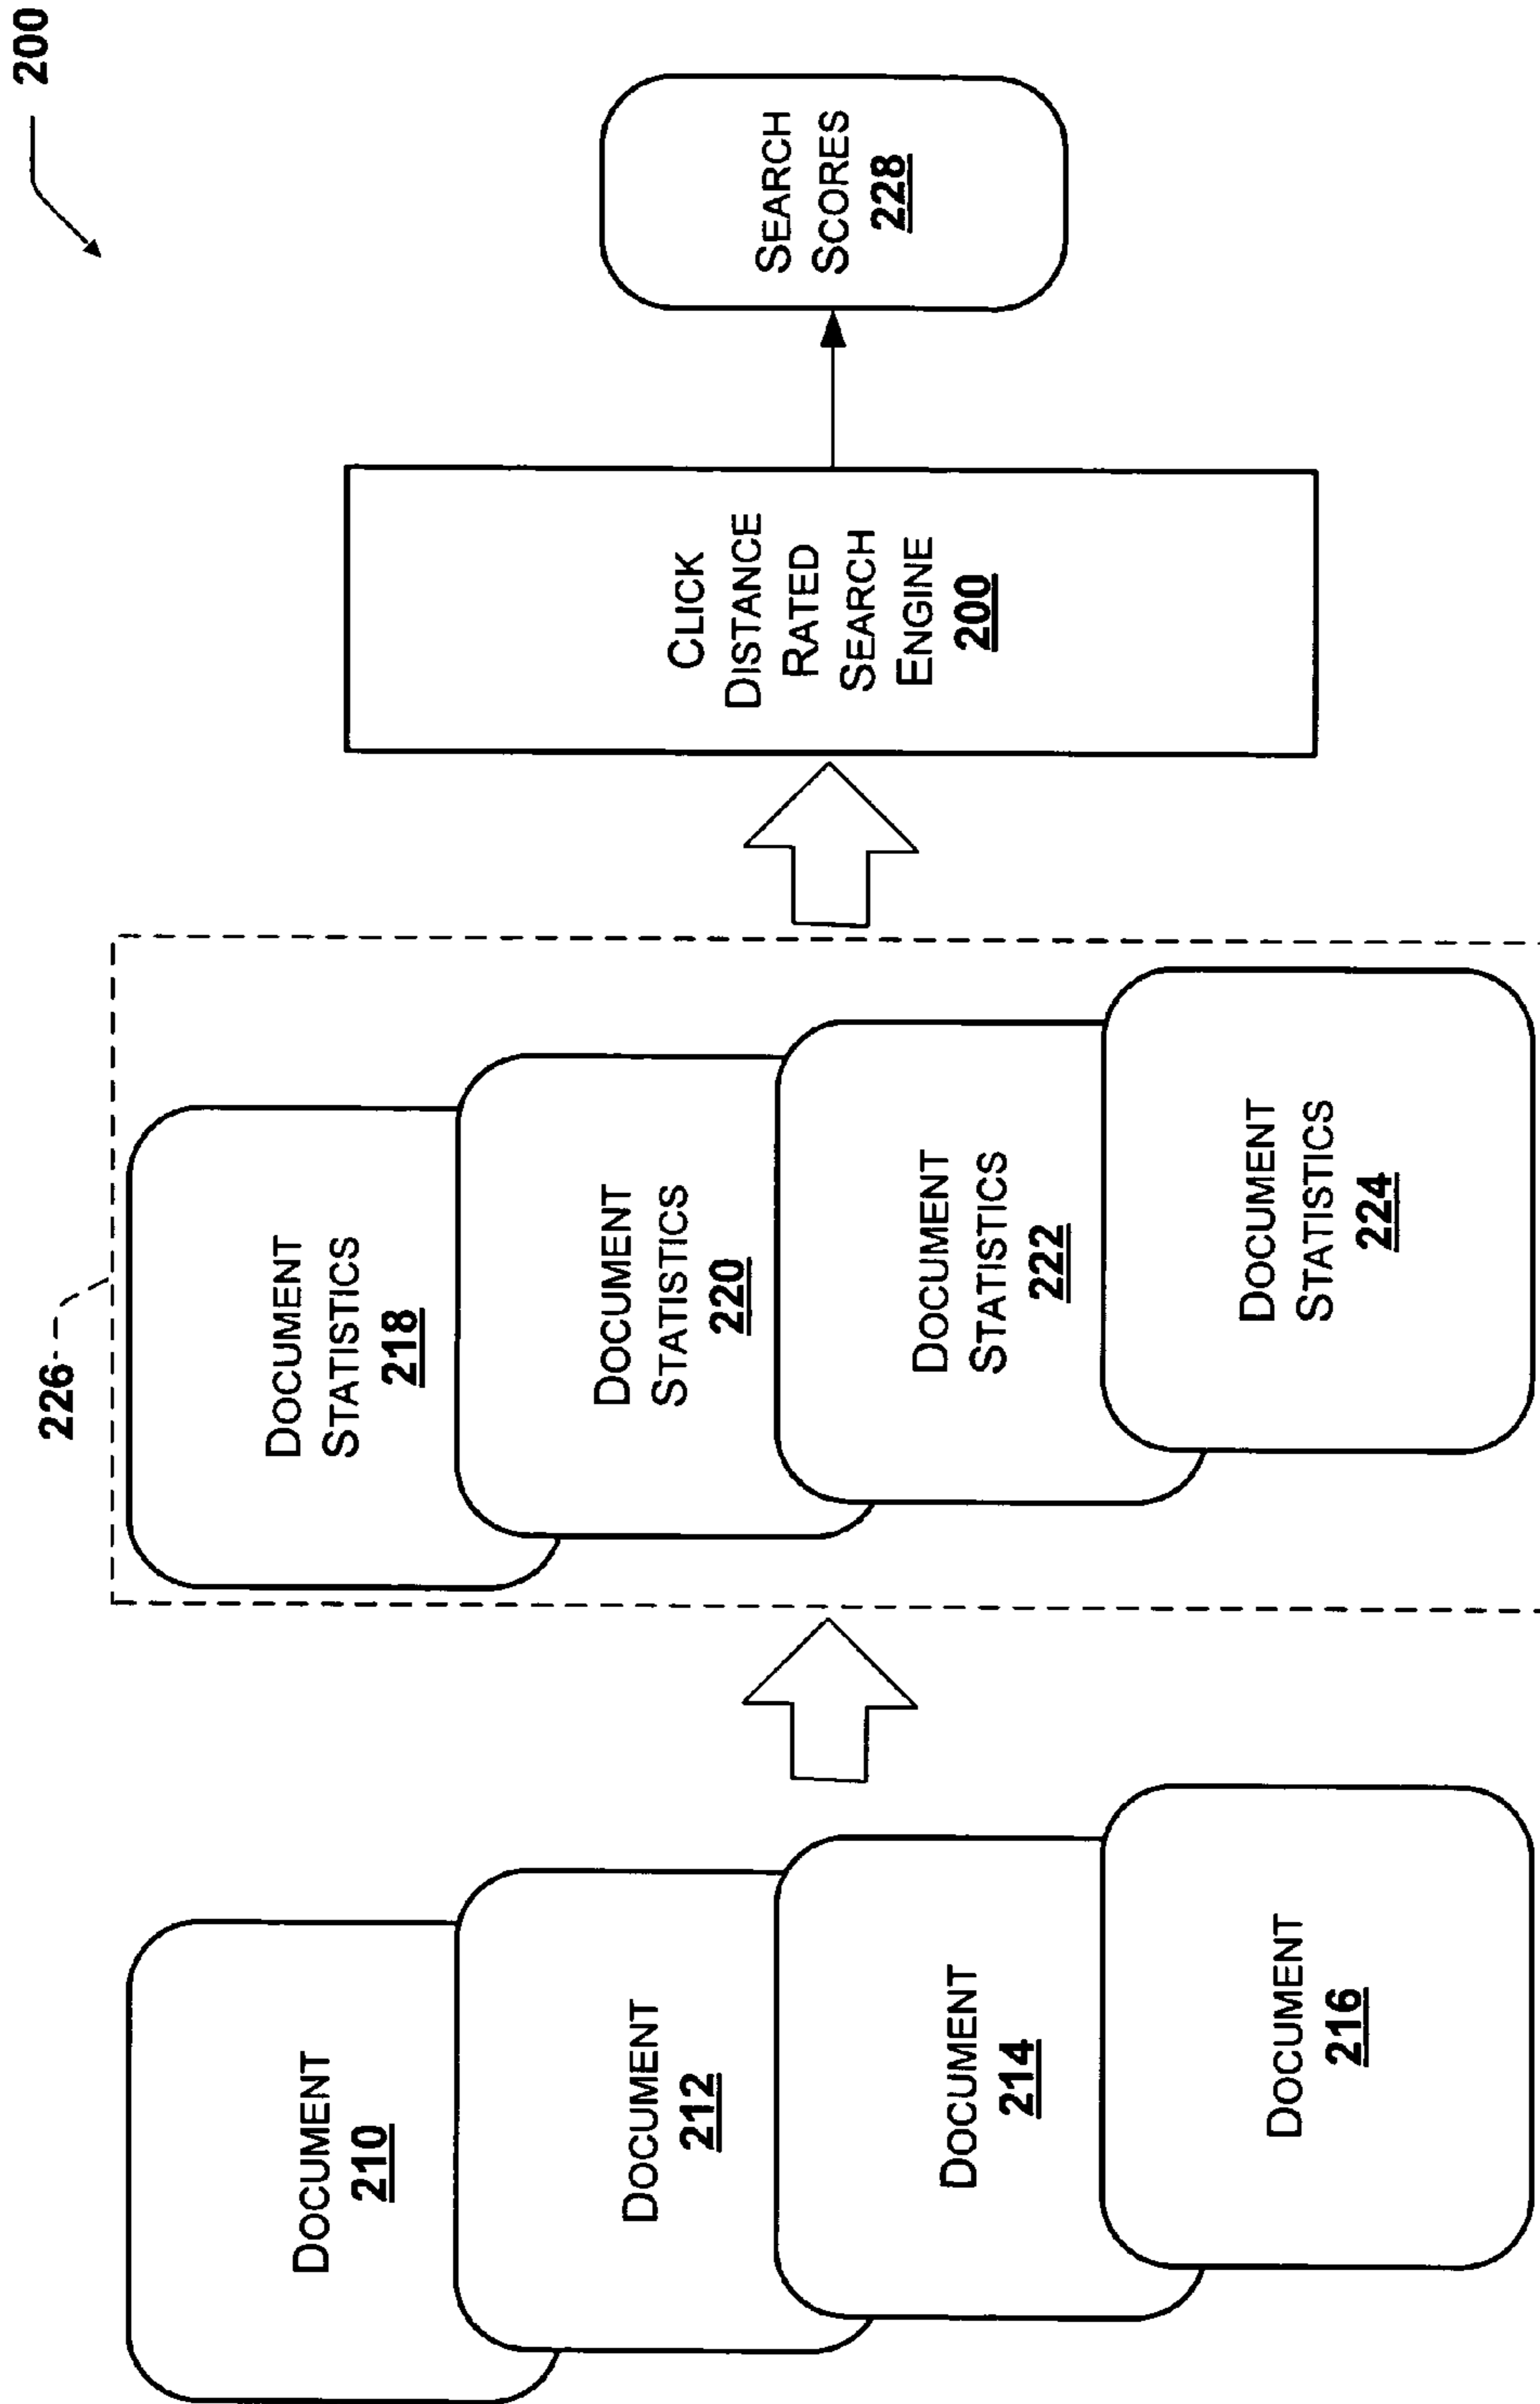 200
DOCUMENT
210
DOCUMENT
212
DOCUMENT
214
DOCUMENT
216
226
DOCUMENT
STATISTICS
218
DOCUMENT
STATISTICS
220
DOCUMENT
STATISTICS
222
DOCUMENT
STATISTICS
224
CLICK
DISTANCE
RATED
SEARCH
ENGINE
200
SEARCH
SCORES
228